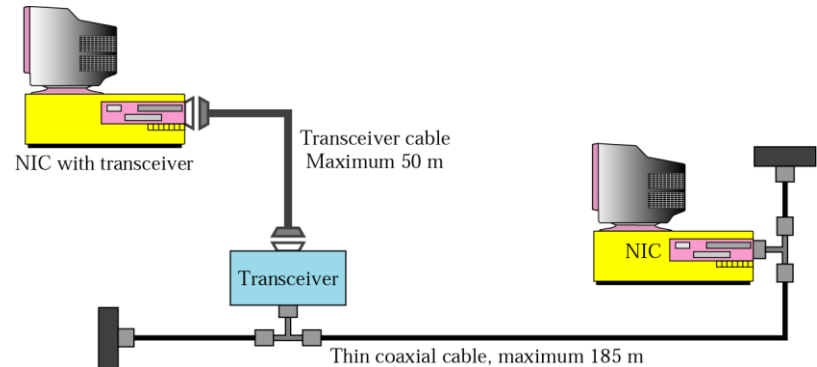 NIC with transceiver
Transceiver cable
Maximum 50 m
NIC
Transceiver
Thin coaxial cable, maximum 185 m